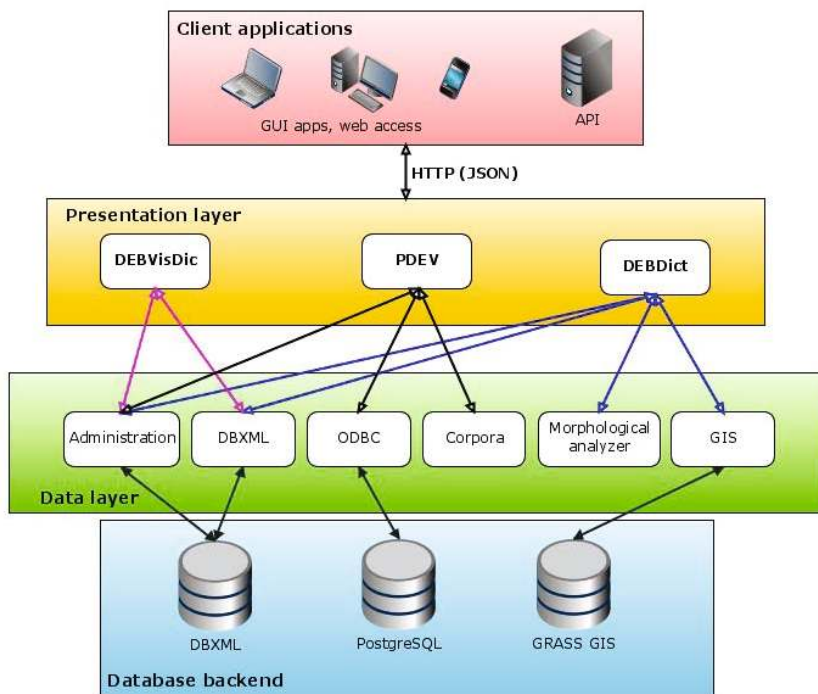 Client applications
GUI apps, web access
API
HTTP (JSON)
Presentation layer
DEBVisDic
PDEV
DEBDict
Administration
DBXML
ODBC
Corpora
Morphological
analyzer
GIS
Data layer
DBXML
PostgreSQL
GRASS GIS
Database backend